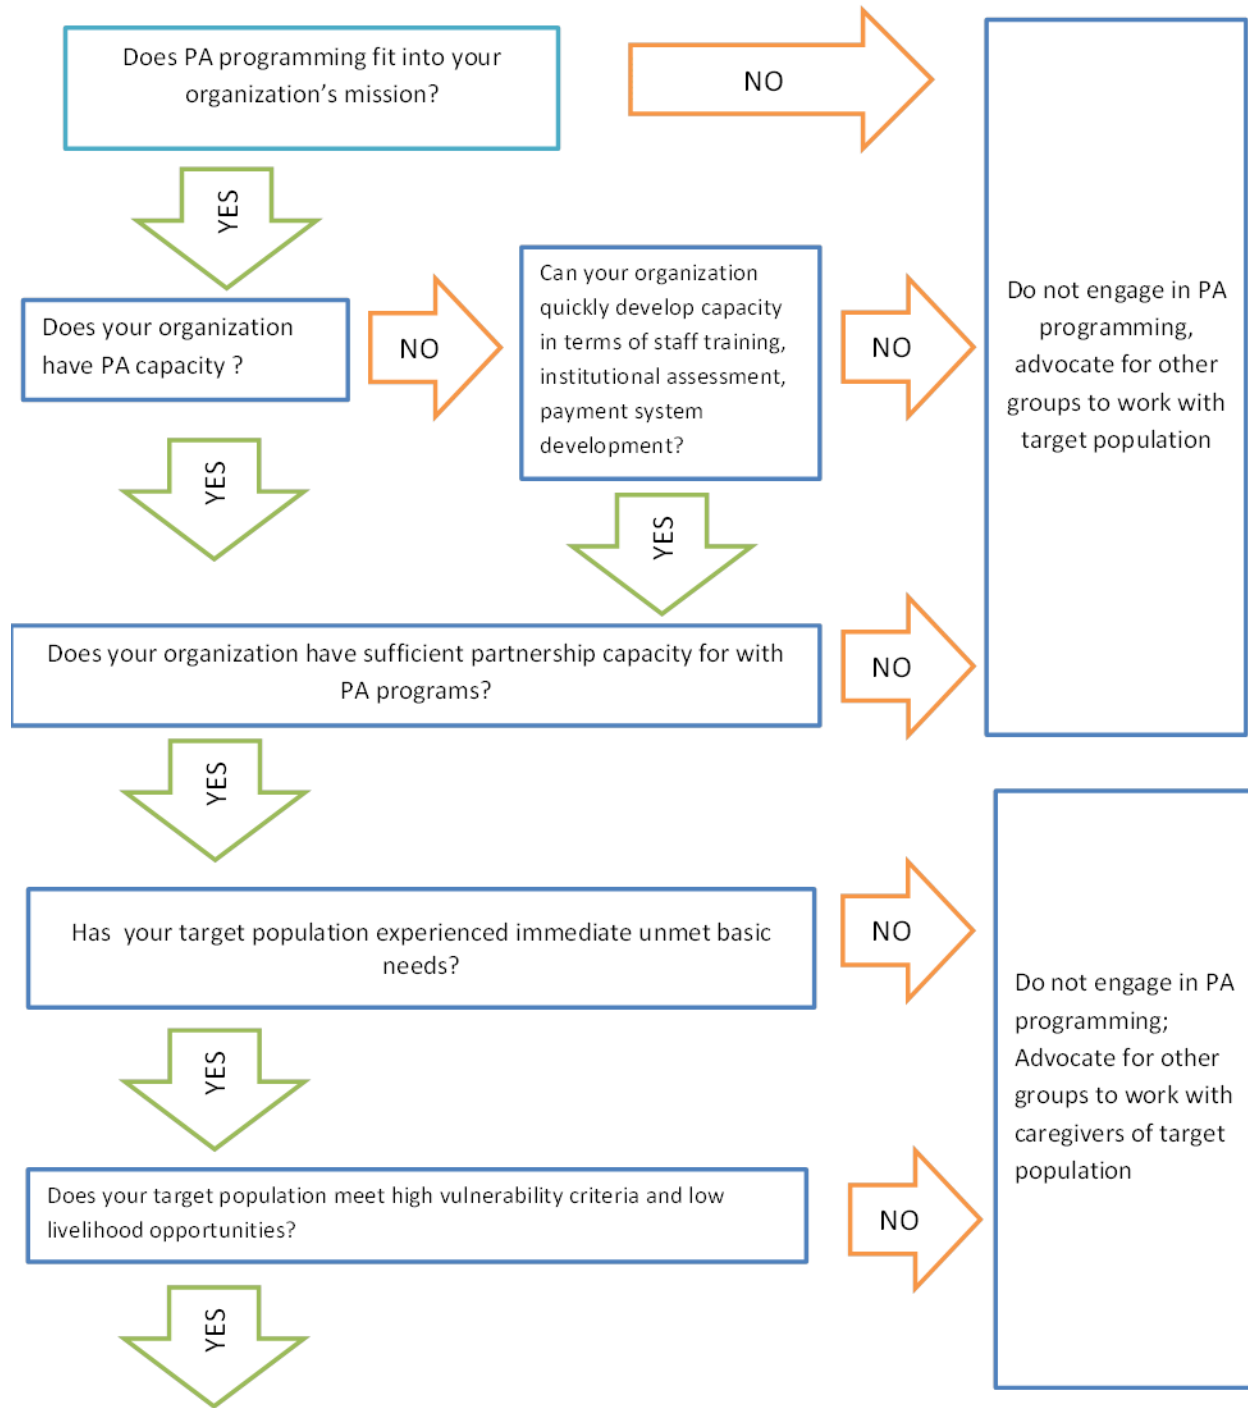 Does PA programming fit into your
organization's mission?
NO
YES
Does your organization
have PA capacity ?
NO
Can your organization
quickly develop capacity
in terms of staff training,
institutional assessment,
payment system
development?
NO
Do not engage in PA
programming,
advocate for other
groups to work with
target population
YES
YES
Does your organization have sufficient partnership capacity for with
PA programs?
NO
YES
Has  your target population experienced immediate unmet basic
needs?
NO
Do not engage in PA
programming;
Advocate for other
groups to work with
caregivers of target
population
YES
Does your target population meet high vulnerability criteria and low
livelihood opportunities?
NO
YES